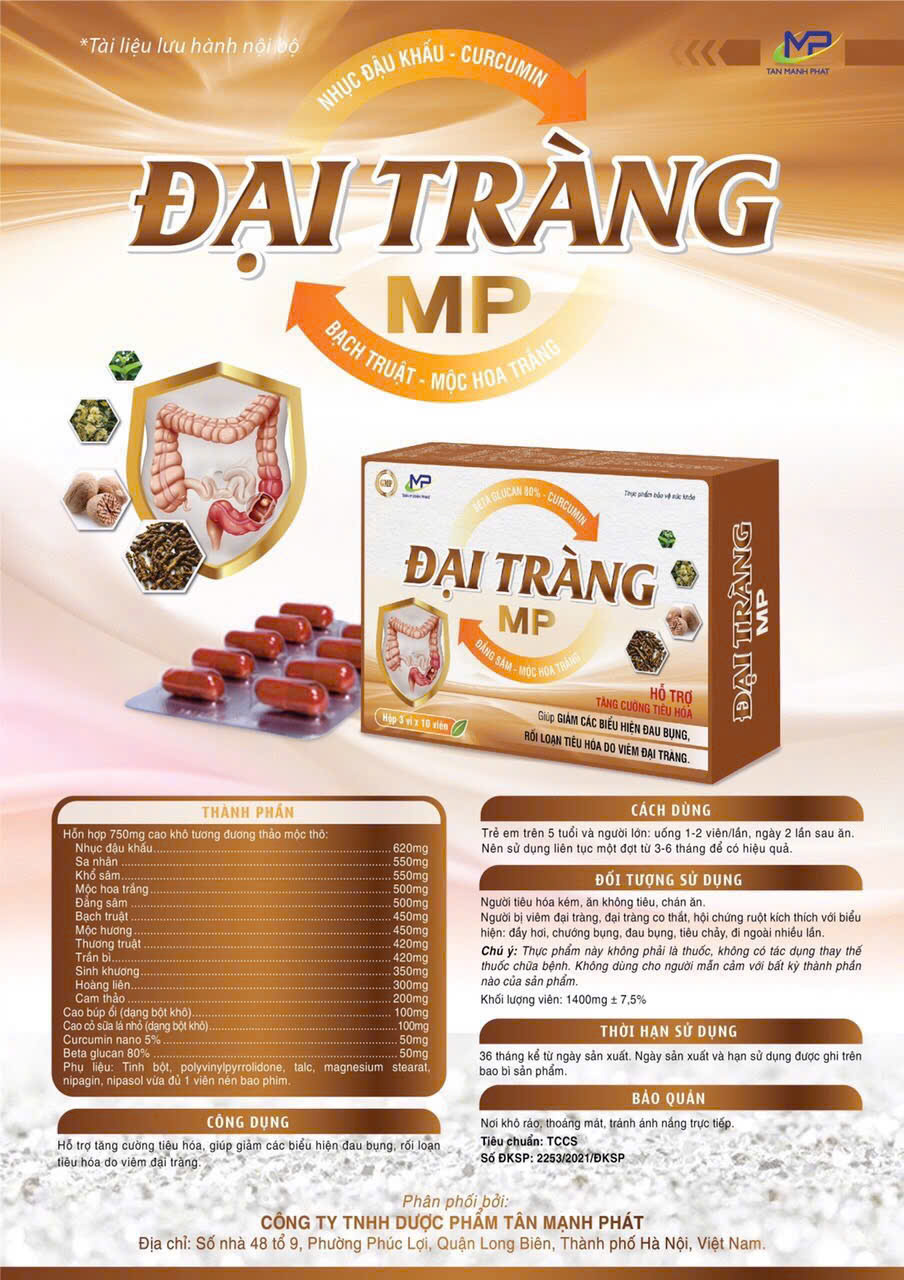 *Tài liệu lưu hành nội bộ
MP
TAN MANH PHAT
NHỤC ĐẬU KHẤU - CURCUMIN
ĐẠI TRÀNG
MP
BẠCH TRUẬT - MỘC HOA TRẮNG
GMP
MP
TAN MANH PHAT
Thực phẩm bảo vệ sức khỏe
BETA GLUCAN 80% - CURCUMIN
ĐẠI TRÀNG
MP
ĐẢNG SÂM - MỘC HOA TRẮNG
Hộp 3 vỉ x 10 viên
HỖ TRỢ
TĂNG CƯỜNG TIÊU HÓA
Giúp GIẢM CÁC BIỂU HIỆN ĐAU BỤNG,
RỐI LOẠN TIÊU HÓA DO VIÊM ĐẠI TRÀNG.
ĐẠI TRÀNG
MP
THÀNH PHẦN
Hỗn hợp 750mg cao khô tương đương thảo mộc thô:
Nhục đậu khấu 620mg
Sa nhân 550mg
Khổ sâm 550mg
Mộc hoa trắng 500mg
Đẳng sâm 500mg
Bạch truật 450mg
Mộc hương 450mg
Thương truật 420mg
Trần bì 420mg
Sinh khương 350mg
Hoàng liên 300mg
Cam thảo 200mg
Cao búp ổi (dạng bột khô) 100mg
Cao cỏ sữa lá nhỏ (dạng bột khô) 100mg
Curcumin nano 5% 50mg
Beta glucan 80% 50mg
Phụ liệu: Tinh bột, polyvinylpyrrolidone, talc, magnesium stearat,
nipagin, nipasol vừa đủ 1 viên nén bao phim.
CÔNG DỤNG
Hỗ trợ tăng cường tiêu hóa, giúp giảm các biểu hiện đau bụng, rối loạn
tiêu hóa do viêm đại tràng.
CÁCH DÙNG
Trẻ em trên 5 tuổi và người lớn: uống 1-2 viên/lần, ngày 2 lần sau ăn.
Nên sử dụng liên tục một đợt từ 3-6 tháng để có hiệu quả.
ĐỐI TƯỢNG SỬ DỤNG
Người tiêu hóa kém, ăn không tiêu, chán ăn.
Người bị viêm đại tràng, đại tràng co thắt, hội chứng ruột kích thích với biểu
hiện: đầy hơi, chướng bụng, đau bụng, tiêu chảy, đi ngoài nhiều lần.
Chú ý: Thực phẩm này không phải là thuốc, không có tác dụng thay thế
thuốc chữa bệnh. Không dùng cho người mẫn cảm với bất kỳ thành phần
nào của sản phẩm.
Khối lượng viên: 1400mg ± 7,5%
THỜI HẠN SỬ DỤNG
36 tháng kể từ ngày sản xuất. Ngày sản xuất và hạn sử dụng được ghi trên
bao bì sản phẩm.
BẢO QUẢN
Nơi khô ráo, thoáng mát, tránh ánh nắng trực tiếp.
Tiêu chuẩn: TCCS
Số ĐKSP: 2253/2021/ĐKSP
Phân phối bởi:
CÔNG TY TNHH DƯỢC PHẨM TÂN MẠNH PHÁT
Địa chỉ: Số nhà 48 tổ 9, Phường Phúc Lợi, Quận Long Biên, Thành phố Hà Nội, Việt Nam.